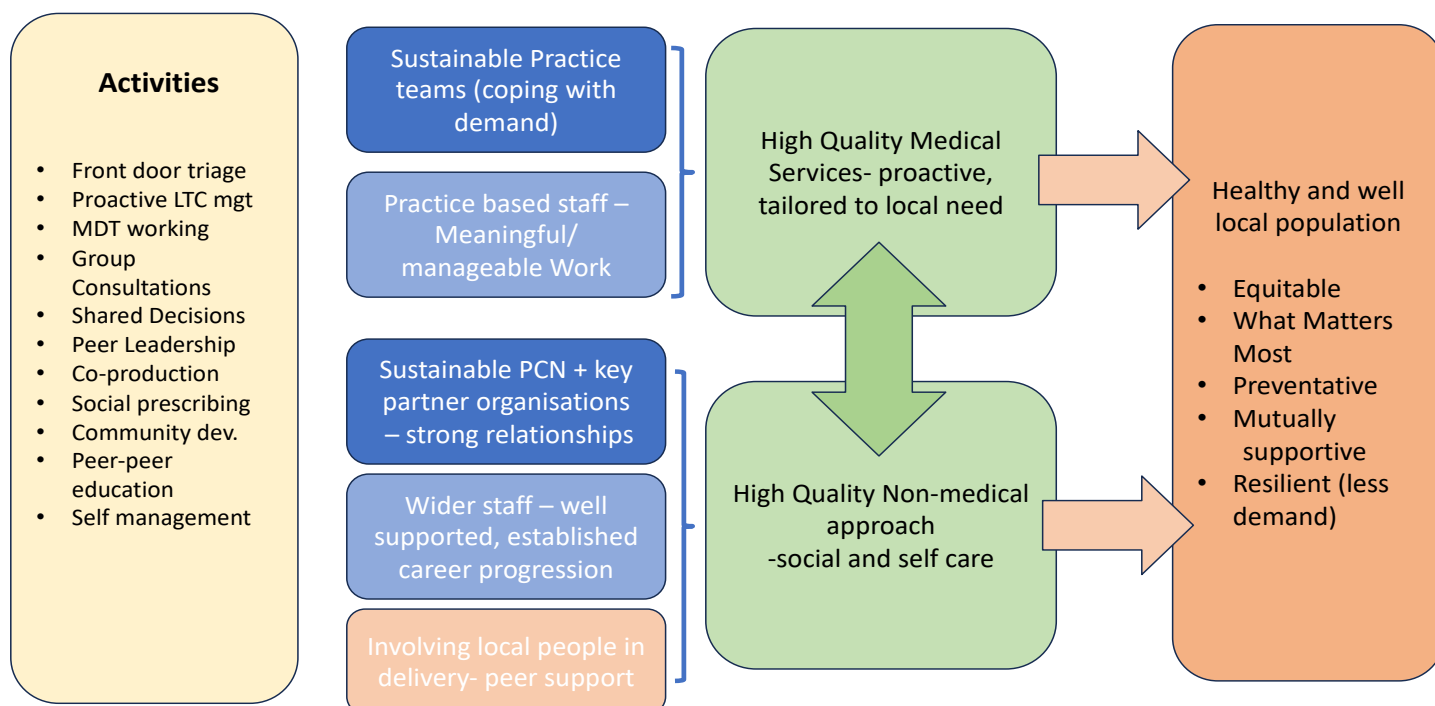 Activities
• Front door triage
• Proactive LTC mgt
• MDT working
• Group
Consultations
• Shared Decisions
• Peer Leadership
• Co-production
• Social prescribing
• Community dev.
• Peer-peer
education
• Self management
Sustainable Practice
teams (coping with
demand)
Practice based staff –
Meaningful/
manageable Work
Sustainable PCN + key
partner organisations
– strong relationships
Wider staff – well
supported, established
career progression
Involving local people in
delivery- peer support
High Quality Medical
Services- proactive,
tailored to local need
High Quality Non-medical
approach
-social and self care
Healthy and well
local population
• Equitable
• What Matters
Most
• Preventative
• Mutually
supportive
• Resilient (less
demand)